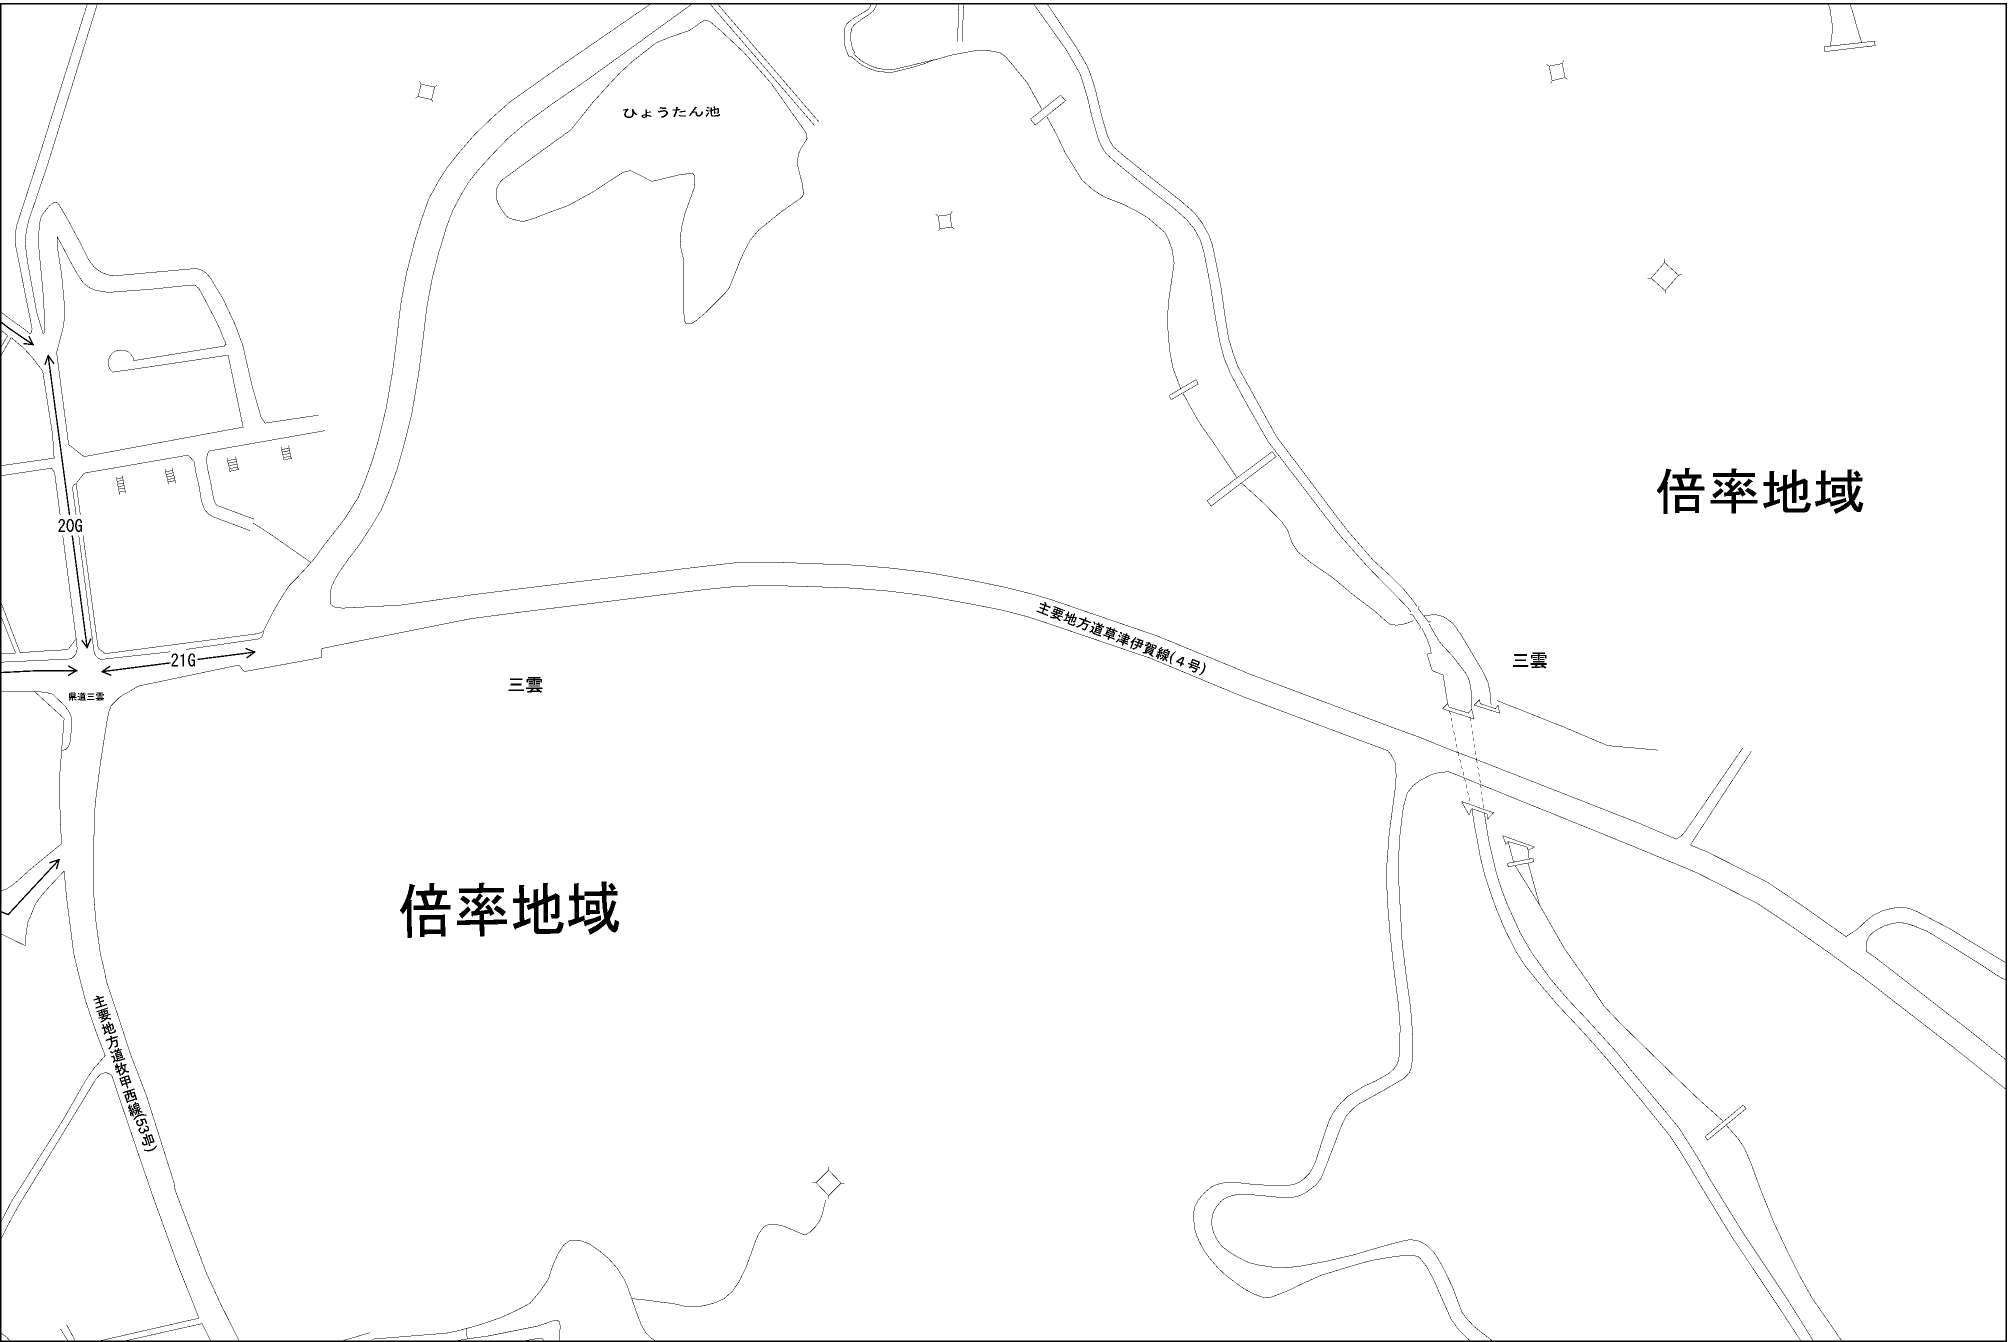 ひょうたん池
倍率地域
20G
主要地方道草津伊賀線(4号)
21G
三雲
三雲
県道三雲
倍率地域
主要地方道牧甲西線(53号)